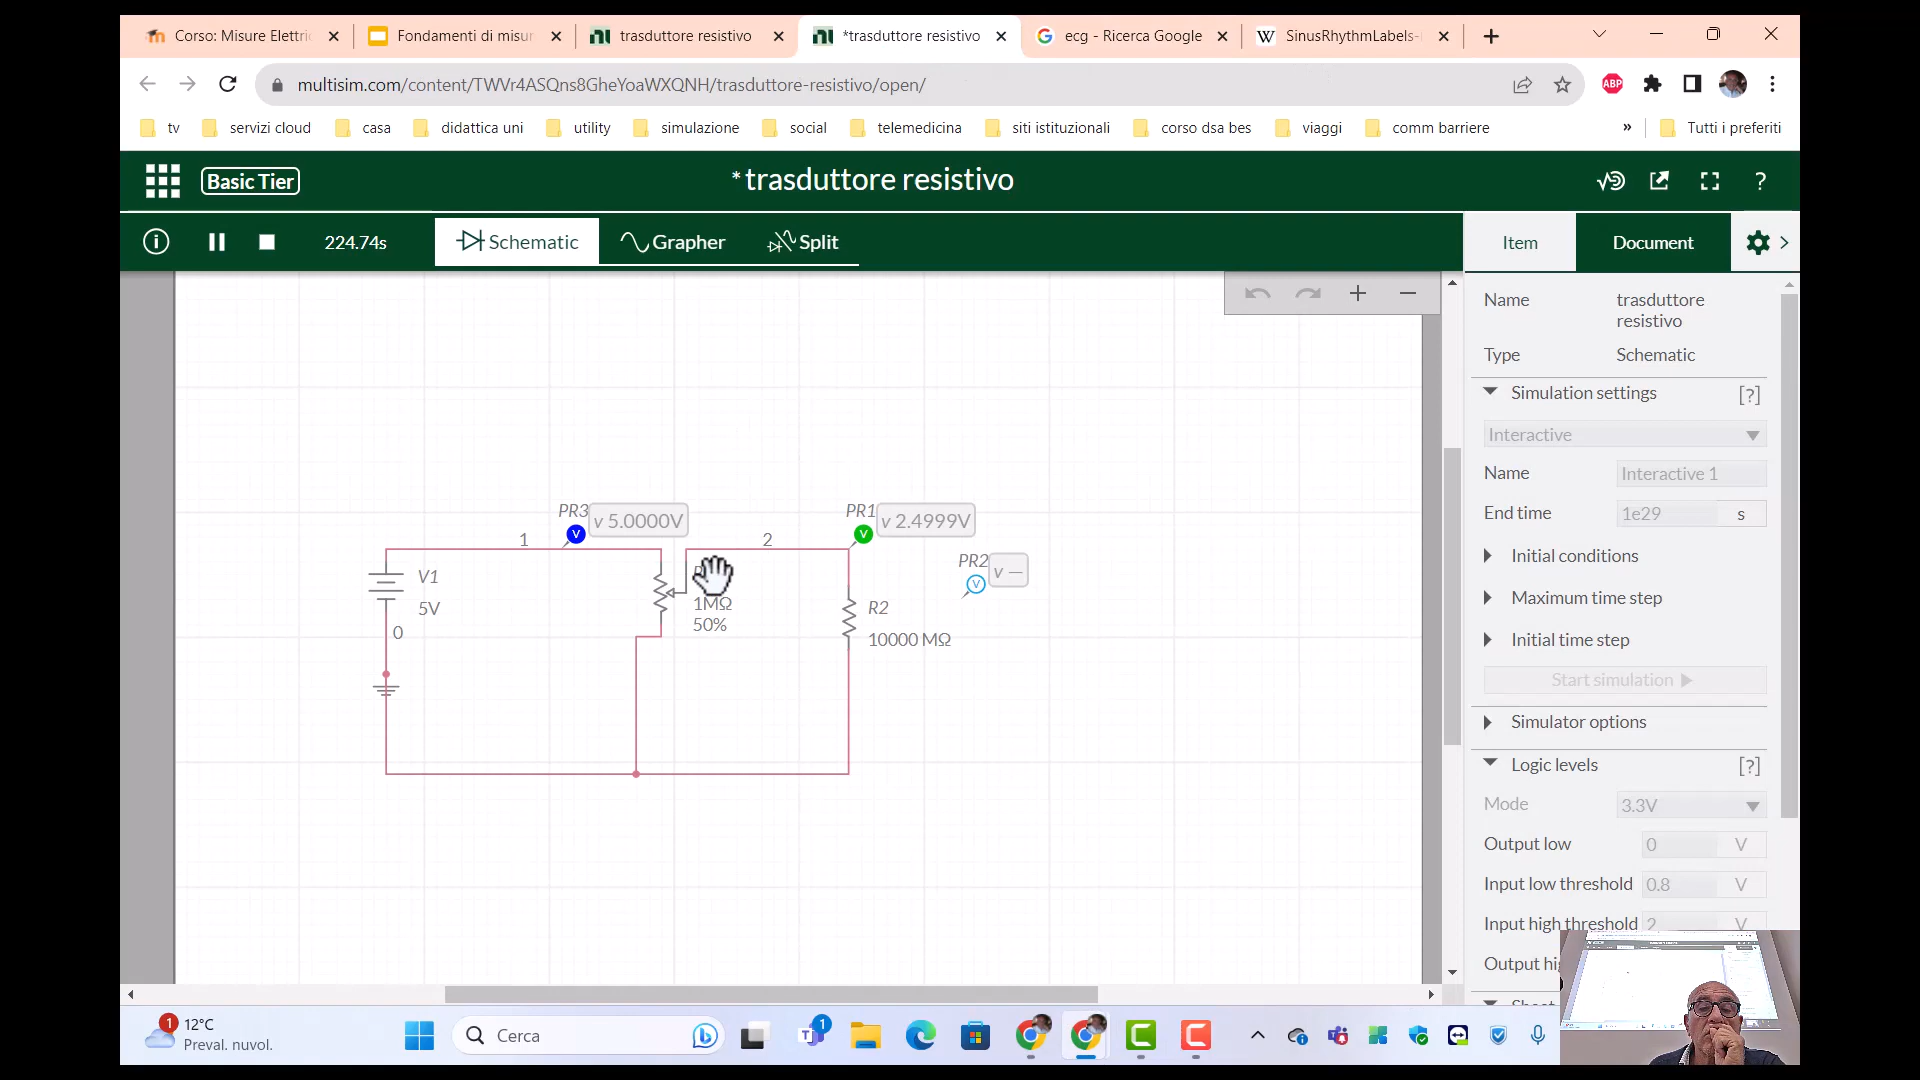 Corso: Misure Elettri
Fondamenti di misur
trasduttore resistivo
*trasduttore resistivo
ecg - Ricerca Google
SinusRhythmLabels-
multisim.com/content/TWVr4ASQns8GheYoaWXQNH/trasduttore-resistivo/open/
ABP
tv
servizi cloud
casa
didattica uni
utility
simulazione
social
telemedicina
siti istituzionali
corso dsa bes
viaggi
comm barriere
»
Tutti i preferiti
Basic Tier
*trasduttore resistivo
?
224.74s
Schematic
Grapher
Split
Item
Document
Name
trasduttore
resistivo
Type
Schematic
Simulation settings
[?]
Interactive
Name
Interactive 1
End time
1e29
s
Initial conditions
Maximum time step
Initial time step
Start simulation
Simulator options
Logic levels
[?]
Mode
3.3V
Output low
0
V
Input low threshold
0.8
V
Input high threshold
2
V
PR3
v 5.0000V
V
1
2
PR1
v 2.4999V
V
PR2
v —
V
V1
5V
0
1MΩ
50%
R2
10000 MΩ
1
12°C
Preval. nuvol.
Cerca
1